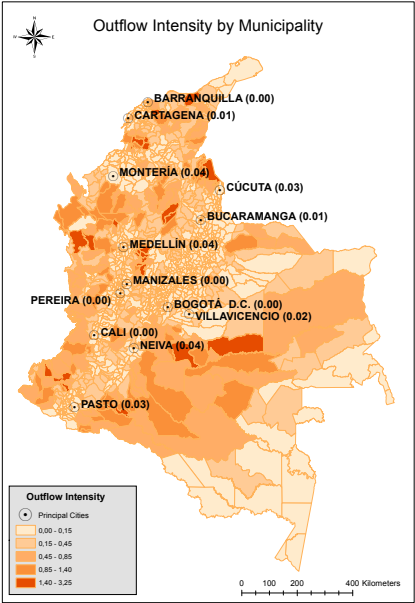 Outflow Intensity by Municipality
N
W
E
S
BARRANQUILLA (0.00)
CARTAGENA (0.01)
MONTERÍA (0.04)
CÚCUTA (0.03)
BUCARAMANGA (0.01)
MEDELLÍN (0.04)
MANIZALES (0.00)
PEREIRA (0.00)
BOGOTÁ D.C. (0.00)
VILLAVICENCIO (0.02)
CALI (0.00)
NEIVA (0.04)
PASTO (0.03)
Outflow Intensity
Principal Cities
0,00 - 0,15
0,15 - 0,45
0,45 - 0,85
0,85 - 1,40
1,40 - 3,25
0 100 200 400 Kilometers